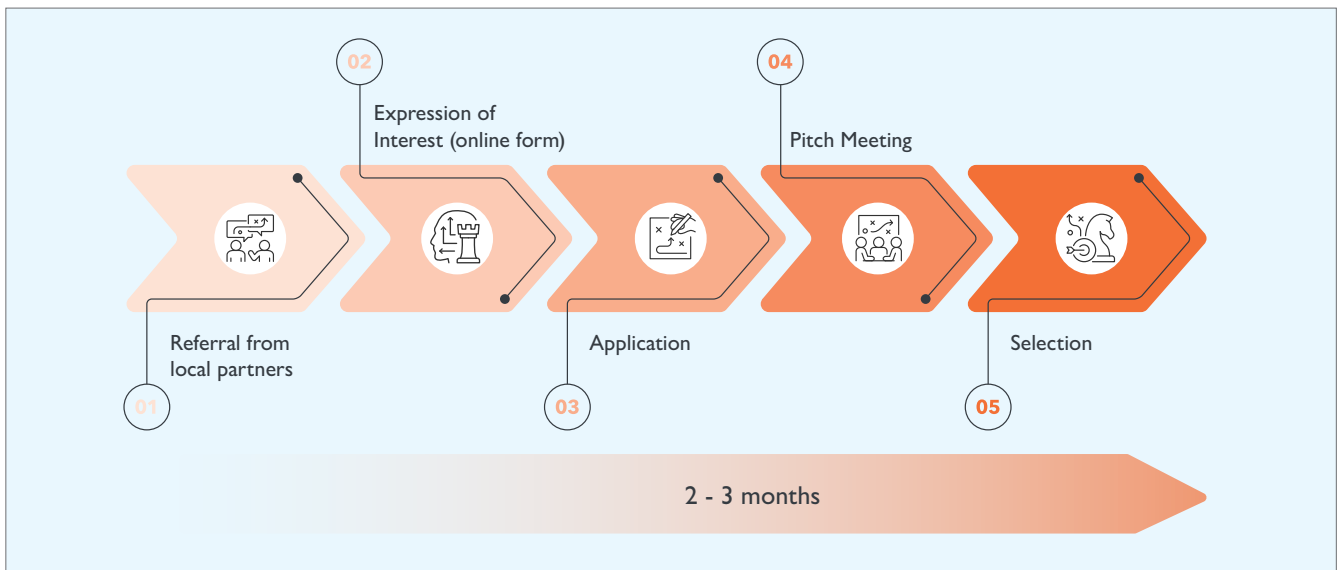 01
Referral from
local partners
02
Expression of
Interest (online form)
03
Application
04
Pitch Meeting
05
Selection
2 - 3 months